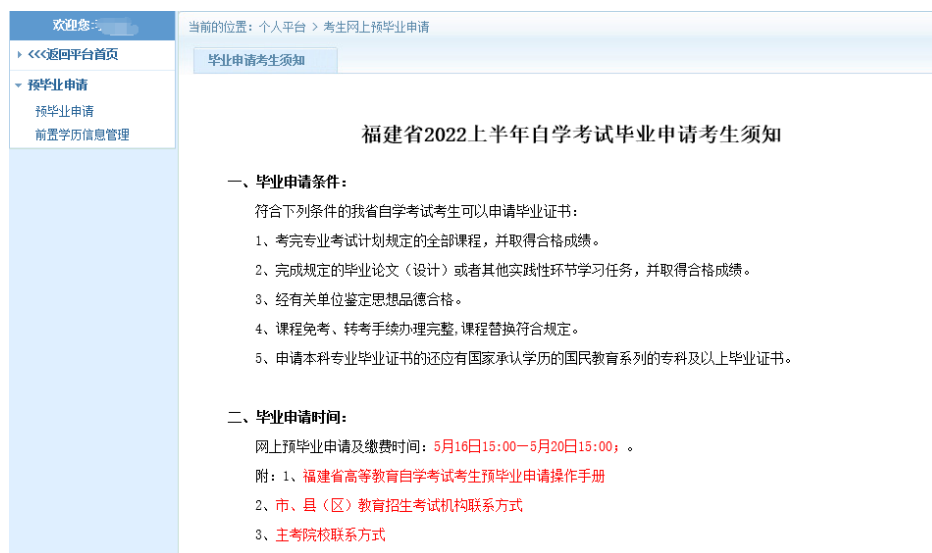 欢迎您:
当前的位置：个人平台 > 考生网上预毕业申请
<<<返回平台首页
毕业申请考生须知
预毕业申请
预毕业申请
前置学历信息管理
福建省2022上半年自学考试毕业申请考生须知
一、毕业申请条件：
符合下列条件的我省自学考试考生可以申请毕业证书：
1、考完专业考试计划规定的全部课程，并取得合格成绩。
2、完成规定的毕业论文（设计）或者其他实践性环节学习任务，并取得合格成绩。
3、经有关单位鉴定思想品德合格。
4、课程免考、转考手续办理完整,课程替换符合规定。
5、申请本科专业毕业证书的还应有国家承认学历的国民教育系列的专科及以上毕业证书。
二、毕业申请时间：
网上预毕业申请及缴费时间：5月16日15:00—5月20日15:00；。
附：1、福建省高等教育自学考试考生预毕业申请操作手册
2、市、县（区）教育招生考试机构联系方式
3、主考院校联系方式